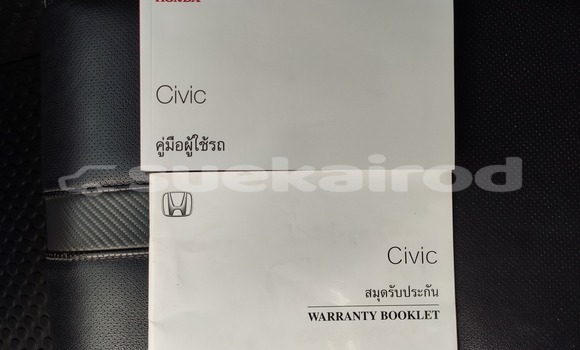 HONDA
Civic
คู่มือผู้ใช้รถ
suekairod
Civic
สมุดรับประกัน
WARRANTY BOOKLET